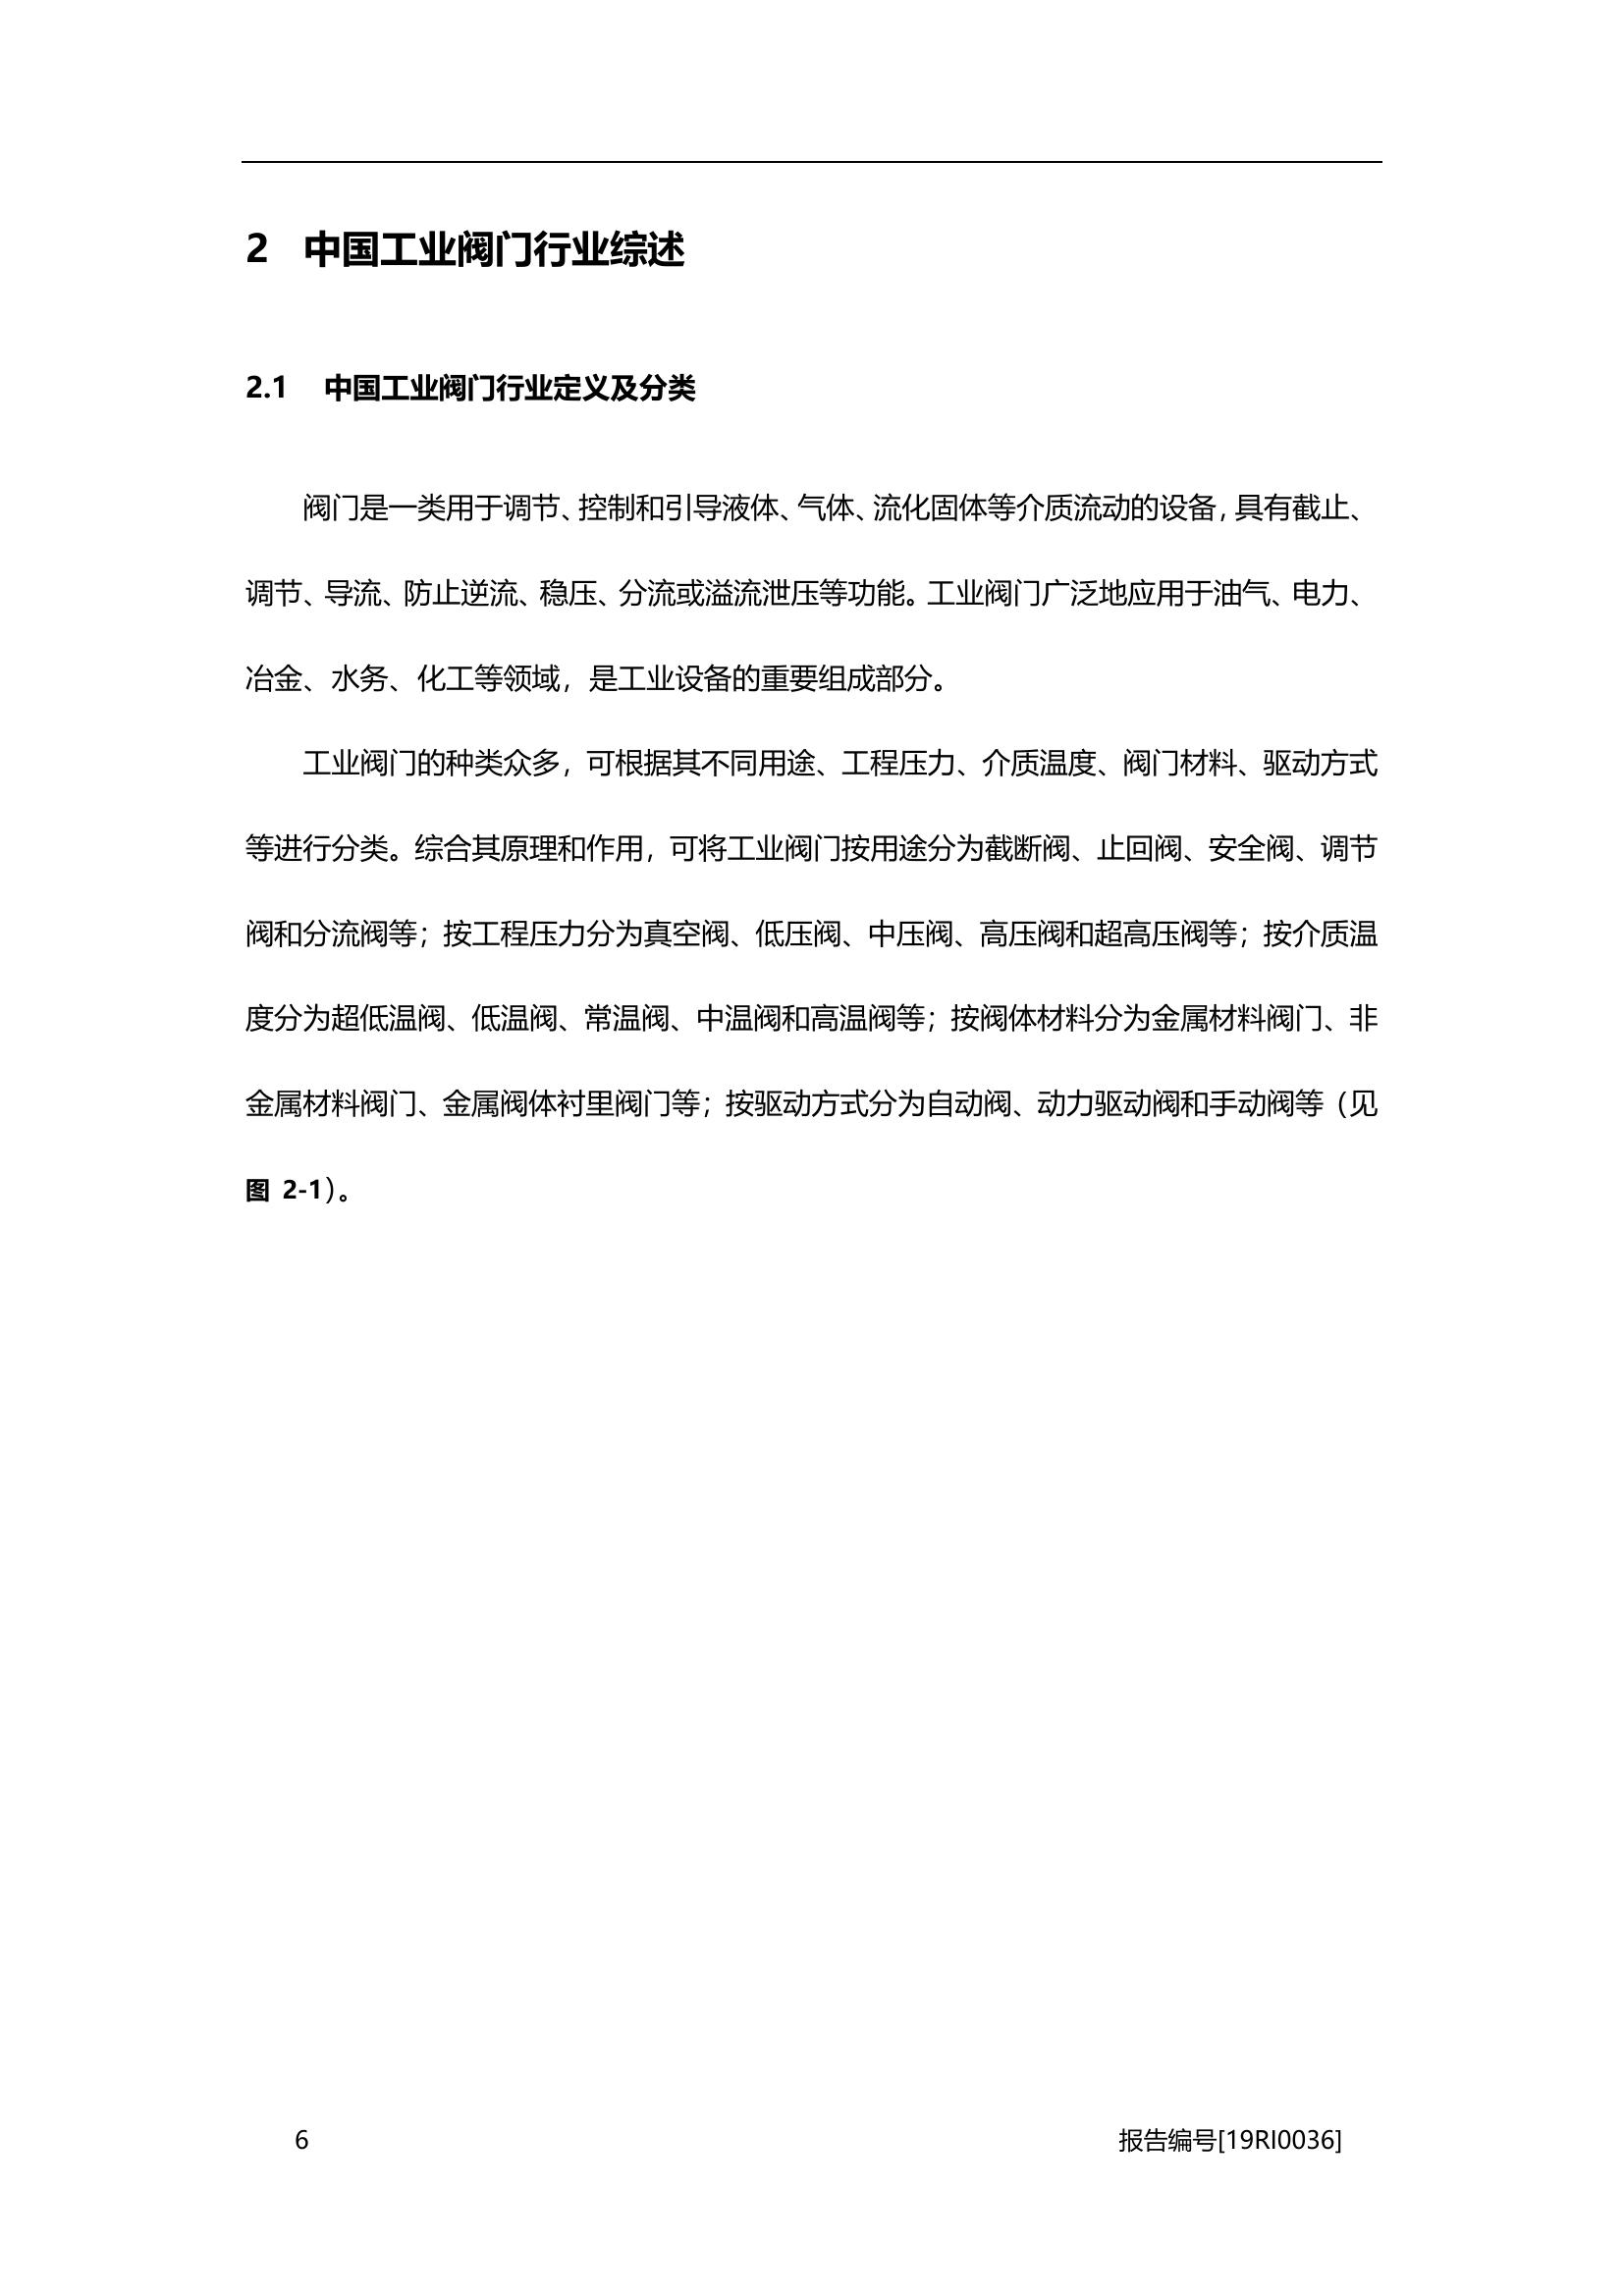 2 中国工业阀门行业综述
2.1 中国工业阀门行业定义及分类
阀门是一类用于调节、控制和引导液体、气体、流化固体等介质流动的设备，具有截止、
调节、导流、防止逆流、稳压、分流或溢流泄压等功能。工业阀门广泛地应用于油气、电力、
冶金、水务、化工等领域，是工业设备的重要组成部分。
工业阀门的种类众多，可根据其不同用途、工程压力、介质温度、阀门材料、驱动方式
等进行分类。综合其原理和作用，可将工业阀门按用途分为截断阀、止回阀、安全阀、调节
阀和分流阀等；按工程压力分为真空阀、低压阀、中压阀、高压阀和超高压阀等；按介质温
度分为超低温阀、低温阀、常温阀、中温阀和高温阀等；按阀体材料分为金属材料阀门、非
金属材料阀门、金属阀体衬里阀门等；按驱动方式分为自动阀、动力驱动阀和手动阀等（见
图 2-1）。
6 报告编号[19RI0036]